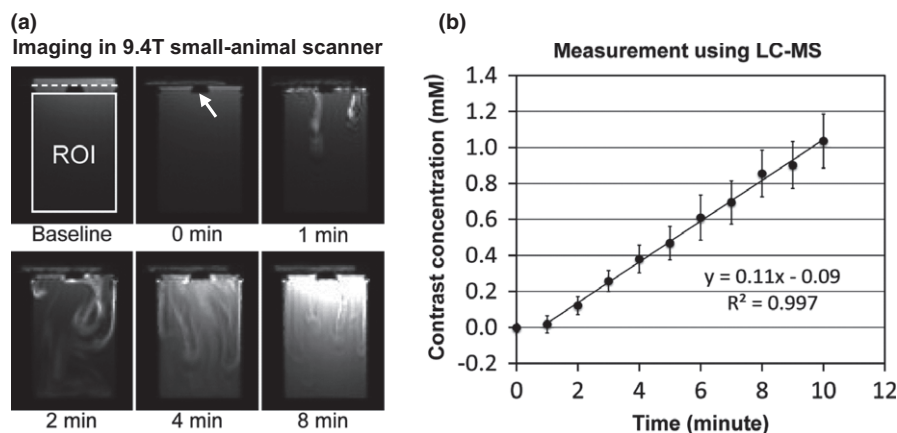 (a)
Imaging in 9.4T small-animal scanner
ROI
Baseline
0 min
1 min
2 min
4 min
8 min
(b)
Measurement using LC-MS
Contrast concentration (mM)
1.4
1.2
1.0
0.8
0.6
0.4
0.2
0.0
-0.2
y = 0.11x - 0.09
R² = 0.997
0 2 4 6 8 10 12
Time (minute)